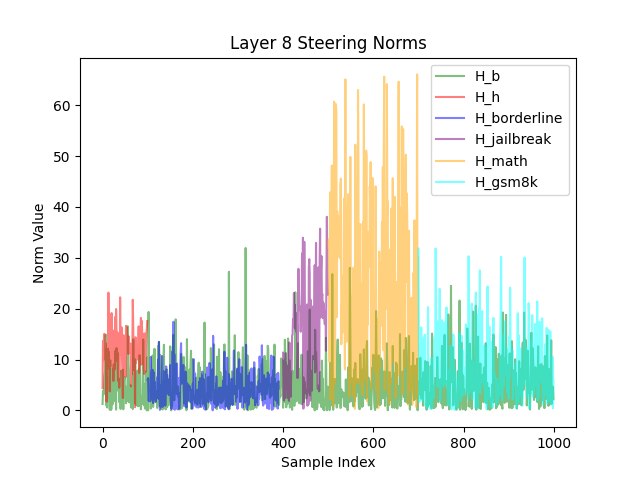 Layer 8 Steering Norms
H_b
H_h
H_borderline
H_jailbreak
H_math
H_gsm8k
Norm Value
60
50
40
30
20
10
0
0 200 400 600 800 1000
Sample Index